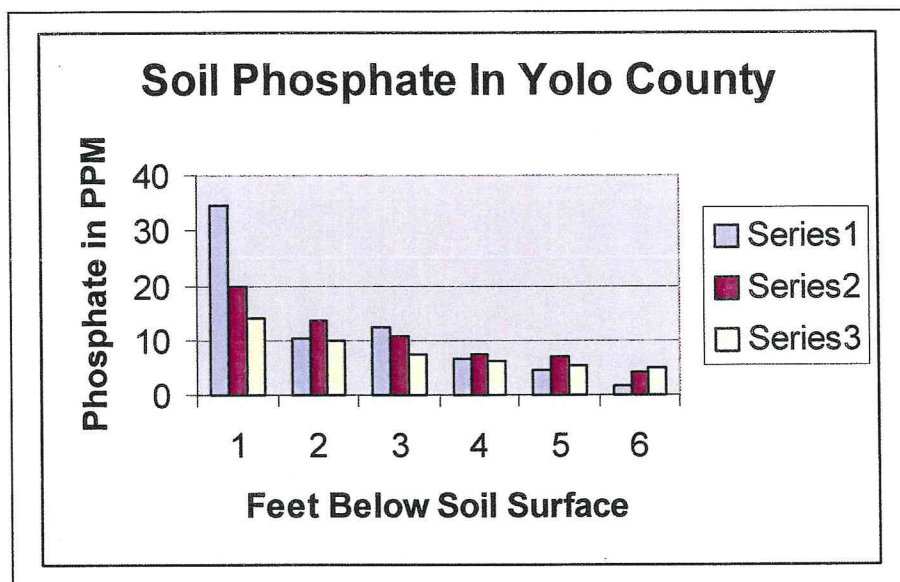 Soil Phosphate In Yolo County
Phosphate in PPM
40
30
20
10
0
1 2 3 4 5 6
Feet Below Soil Surface
Series1
Series2
Series3